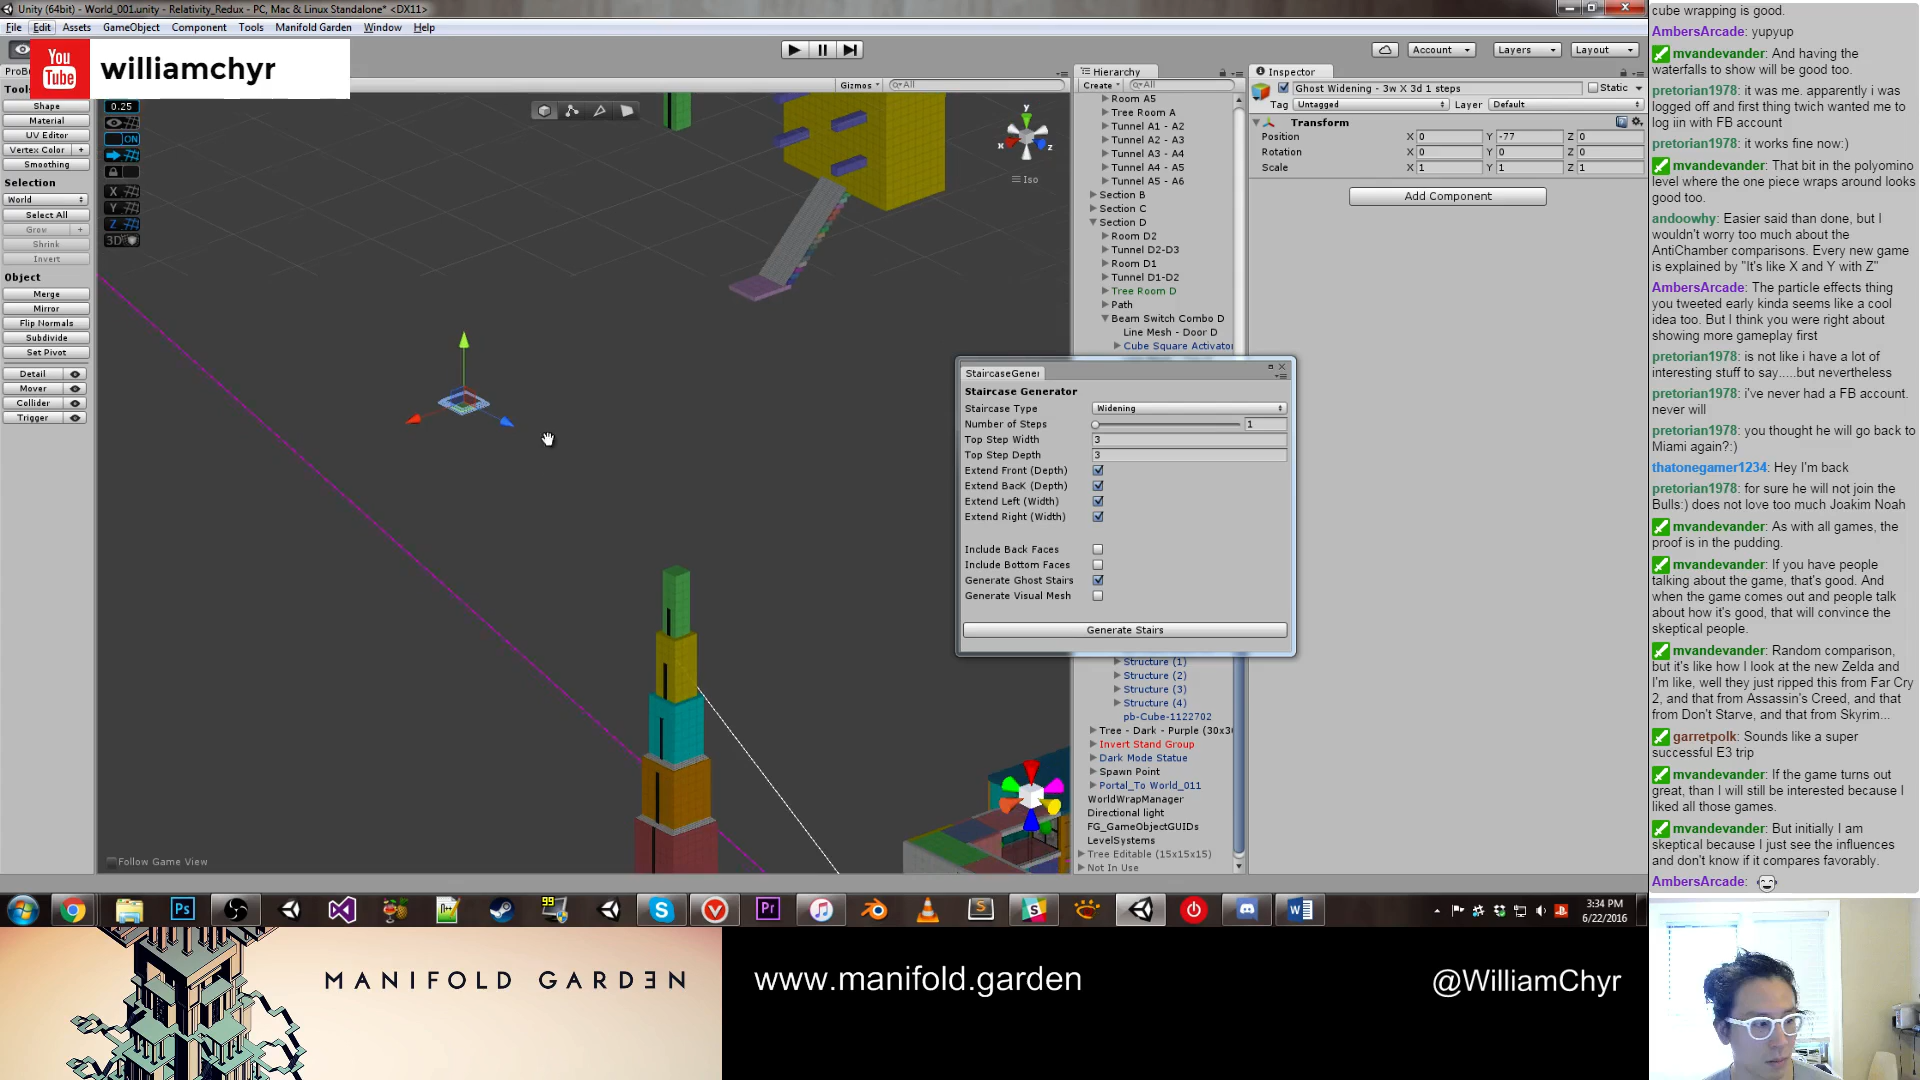 Unity (64bit) - World_001.unity - Relativity_Redux - PC, Mac & Linux Standalone* <DX11>
File Edit Assets GameObject Component Tools Manifold Garden Window Help
You Tube williamchyr
Account Layers Layout
Gizmos All
0.25
ON
X
Y
Z
3D
Tools
Shape
Material
UV Editor
Vertex Color +
Smoothing
Selection
World
Select All
Grow +
Shrink
Invert
Object
Merge
Mirror
Flip Normals
Subdivide
Set Pivot
Detail
Mover
Collider
Trigger
y
x
z
Iso
Follow Game View
Hierarchy
Create All
Room A5
Tree Room A
Tunnel A1 - A2
Tunnel A2 - A3
Tunnel A3 - A4
Tunnel A4 - A5
Tunnel A5 - A6
Section B
Section C
Section D
Room D2
Tunnel D2-D3
Room D1
Tunnel D1-D2
Tree Room D
Path
Beam Switch Combo D
Line Mesh - Door D
Cube Square Activato
StaircaseGener
Staircase Generator
Staircase Type Widening
Number of Steps 1
Top Step Width 3
Top Step Depth 3
Extend Front (Depth)
Extend BacK (Depth)
Extend Left (Width)
Extend Right (Width)
Include Back Faces
Include Bottom Faces
Generate Ghost Stairs
Generate Visual Mesh
Generate Stairs
Structure (1)
Structure (2)
Structure (3)
Structure (4)
pb-Cube-1122702
Tree - Dark - Purple (30x3
Invert Stand Group
Dark Mode Statue
Spawn Point
Portal_To World_011
WorldWrapManager
Directional light
FG_GameObjectGUIDs
LevelSystems
Tree Editable (15x15x15)
Not In Use
Inspector
Ghost Widening - 3w X 3d 1 steps Static
Tag Untagged Layer Default
Transform
Position X 0 Y -77 Z 0
Rotation X 0 Y 0 Z 0
Scale X 1 Y 1 Z 1
Add Component
cube wrapping is good.
AmbersArcade: yupyup
mvandevander: And having the
waterfalls to show will be good too.
pretorian1978: it was me. apparently i was
logged off and first thing twich wanted me to
log iin with FB account
pretorian1978: it works fine now:)
mvandevander: That bit in the polyomino
level where the one piece wraps around looks
good too.
andoowhy: Easier said than done, but I
wouldn't worry too much about the
AntiChamber comparisons. Every new game
is explained by "It's like X and Y with Z"
AmbersArcade: The particle effects thing
you tweeted early kinda seems like a cool
idea too. But I think you were right about
showing more gameplay first
pretorian1978: is not like i have a lot of
interesting stuff to say.....but nevertheless
pretorian1978: i've never had a FB account.
never will
pretorian1978: you thought he will go back to
Miami again?:)
thatonegamer1234: Hey I'm back
pretorian1978: for sure he will not join the
Bulls:) does not love too much Joakim Noah
mvandevander: As with all games, the
proof is in the pudding.
mvandevander: If you have people
talking about the game, that's good. And
when the game comes out and people talk
about how it's good, that will convince the
skeptical people.
mvandevander: Random comparison,
but it's like how I look at the new Zelda and
I'm like, well they just ripped this from Far Cry
2, and that from Assassin's Creed, and that
from Don't Starve, and that from Skyrim...
garretpolk: Sounds like a super
successful E3 trip
mvandevander: If the game turns out
great, than I will still be interested because I
liked all those games.
mvandevander: But initially I am
skeptical because I just see the influences
and don't know if it compares favorably.
AmbersArcade:
3:34 PM
6/22/2016
MANIFOLD GARDEN
www.manifold.garden
@WilliamChyr